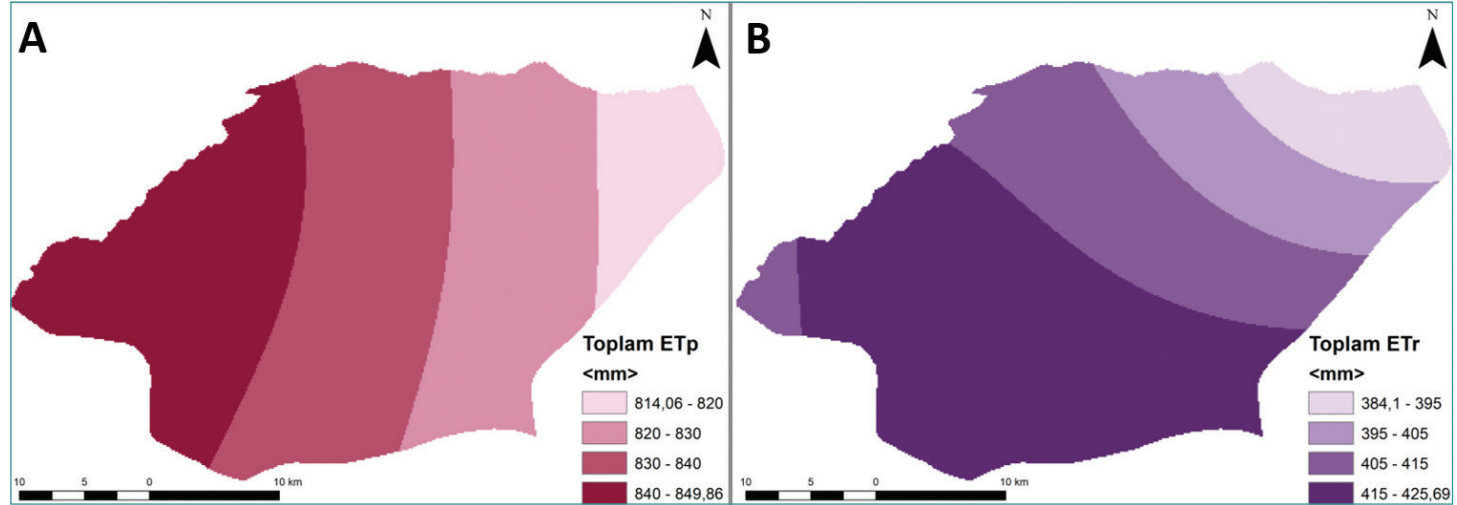 A
N
Toplam ETp
<mm>
814,06 - 820
820 - 830
830 - 840
840 - 849,86
10 5 0 10 km
B
N
Toplam ETr
<mm>
384,1 - 395
395 - 405
405 - 415
415 - 425,69
10 5 0 10 km